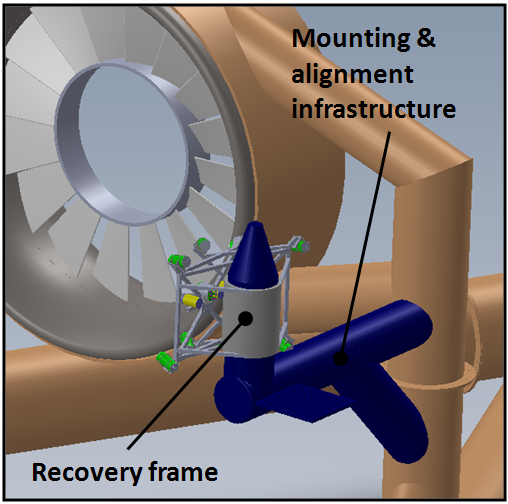 Mounting &
alignment
infrastructure
Recovery frame